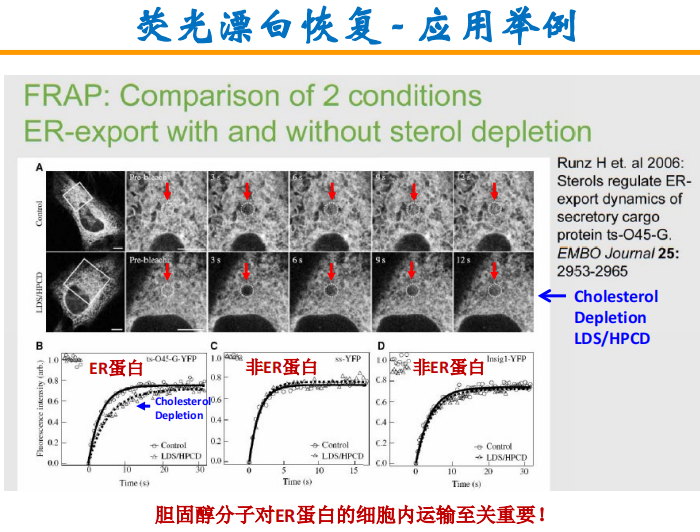 荧光漂白恢复-应用举例
FRAP: Comparison of 2 conditions
ER-export with and without sterol depletion
Runz H et. al 2006:
Sterols regulate ER-
export dynamics of
secretory cargo
protein ts-O45-G.
EMBO Journal 25:
2953-2965
A
Control
Pre-bleach
3 s
6 s
9 s
12 s
LDS/HPCD
Pre-bleach
3 s
6 s
9 s
12 s
Cholesterol
Depletion
LDS/HPCD
B
ts-O45-G-YFP
ER蛋白
Fluorescence intensity (arb.)
1.0
0.8
0.6
0.4
0.2
0.0
Cholesterol
Depletion
Control
LDS/HPCD
0 10 20 30
Time (s)
C
ss-YFP
非ER蛋白
1.0
0.8
0.6
0.4
0.2
0.0
Control
LDS/HPCD
0 5 10 15
Time (s)
D
Insig1-YFP
非ER蛋白
1.0
0.8
0.6
0.4
0.2
0.0
Control
LDS/HPCD
0 10 20 30
Time (s)
胆固醇分子对ER蛋白的细胞内运输至关重要！